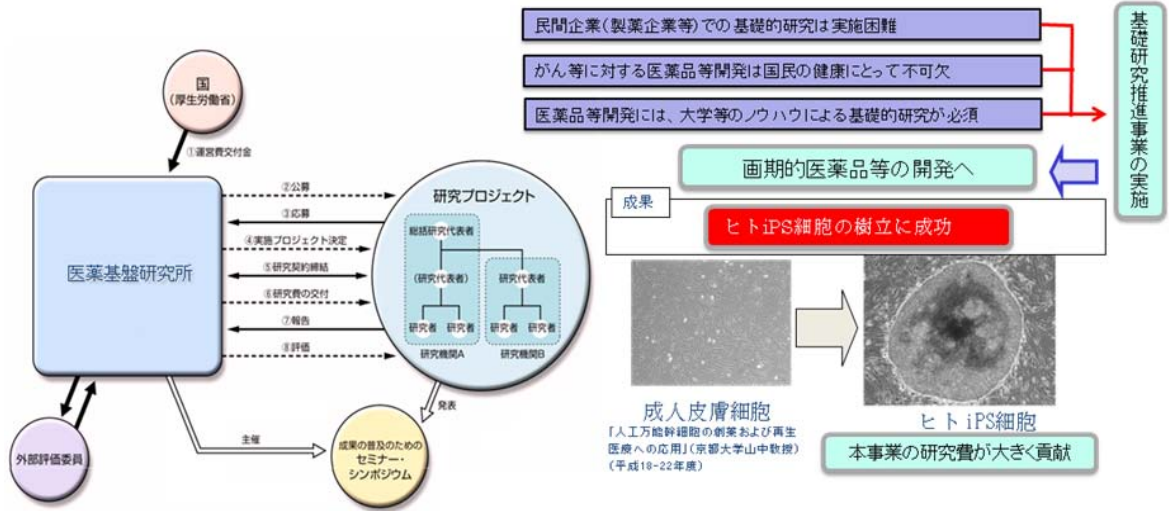 国
(厚生労働省)
①運営費交付金
医薬基盤研究所
②公募
③応募
④実施プロジェクト決定
⑤研究契約締結
⑥研究費の交付
⑦報告
⑧評価
研究プロジェクト
総括研究代表者
(研究代表者)
研究代表者
研究者 研究者
研究者 研究者
研究機関A
研究機関B
発表
主催
外部評価委員
成果の普及のための
セミナー・
シンポジウム
民間企業(製薬企業等)での基礎的研究は実施困難
がん等に対する医薬品等開発は国民の健康にとって不可欠
医薬品等開発には、大学等のノウハウによる基礎的研究が必須
基礎研究推進事業の実施
画期的医薬品等の開発へ
成果
ヒトiPS細胞の樹立に成功
成人皮膚細胞
「人工万能幹細胞の創薬および再生
医療への応用」(京都大学山中教授)
(平成18-22年度)
ヒトiPS細胞
本事業の研究費が大きく貢献